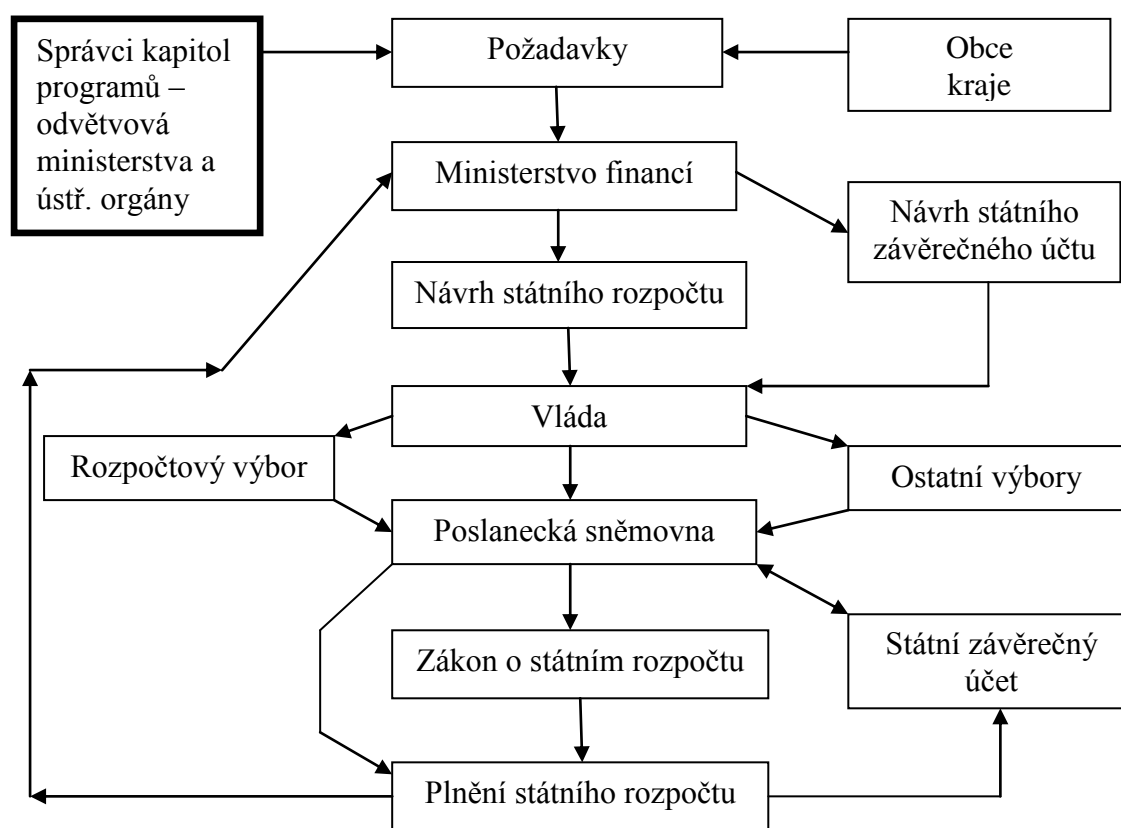 Správci kapitol
programů –
odvětvová
ministerstva a
ústř. orgány
Požadavky
Obce
kraje
Ministerstvo financí
Návrh státního
závěrečného účtu
Návrh státního rozpočtu
Vláda
Rozpočtový výbor
Ostatní výbory
Poslanecká sněmovna
Zákon o státním rozpočtu
Státní závěrečný
účet
Plnění státního rozpočtu